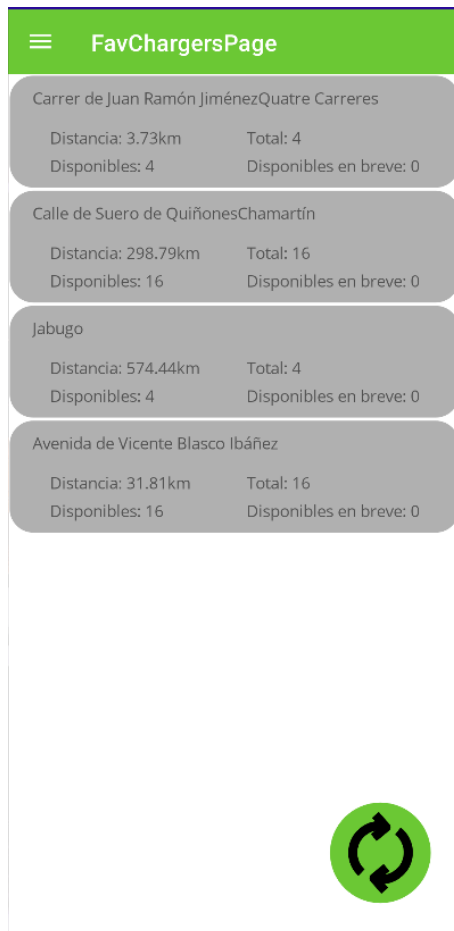 FavChargersPage
Carrer de Juan Ramón JiménezQuatre Carreres
Distancia: 3.73km Total: 4
Disponibles: 4 Disponibles en breve: 0
Calle de Suero de QuiñonesChamartín
Distancia: 298.79km Total: 16
Disponibles: 16 Disponibles en breve: 0
Jabugo
Distancia: 574.44km Total: 4
Disponibles: 4 Disponibles en breve: 0
Avenida de Vicente Blasco Ibáñez
Distancia: 31.81km Total: 16
Disponibles: 16 Disponibles en breve: 0